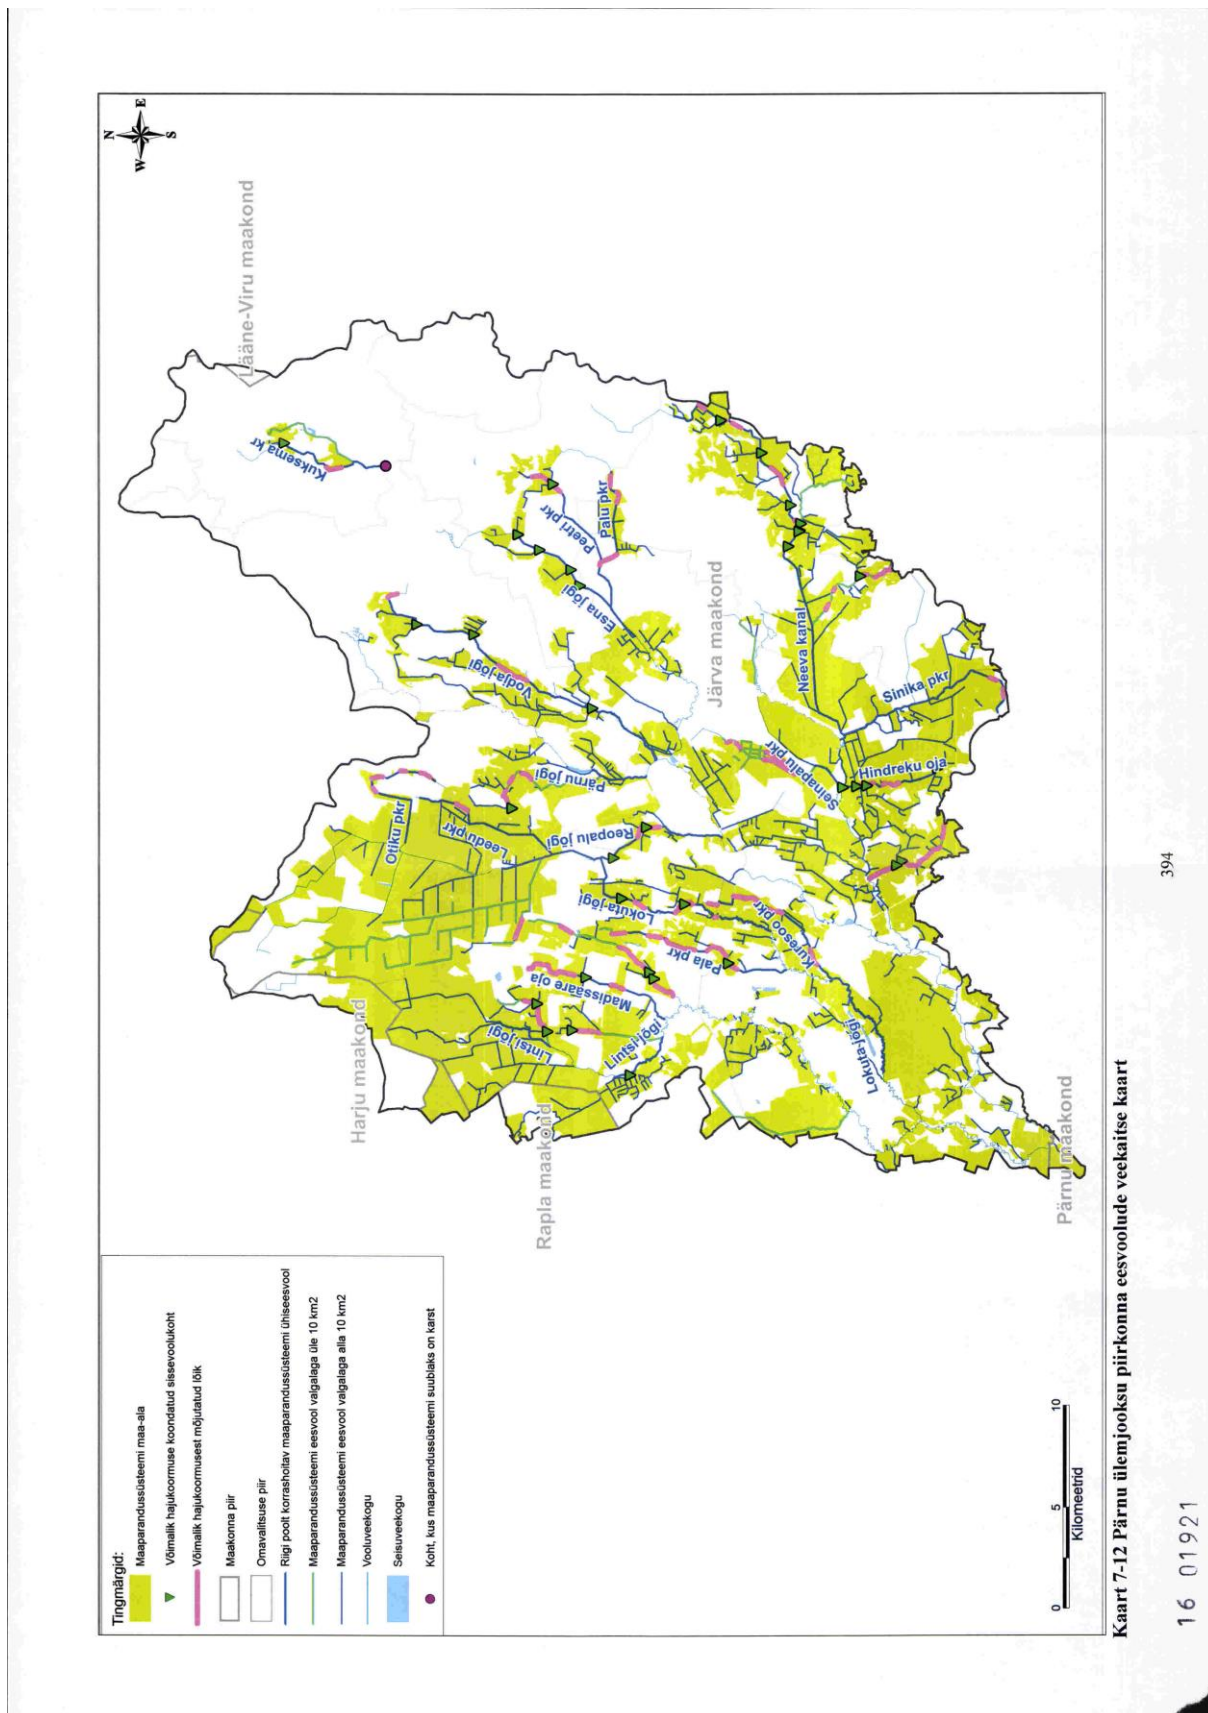 N
W
E
S
Lääne-Viru maakond
Harju maakond
Rapla maakond
Järva maakond
Pärnu maakond
Kuksema kr
Peetri pkr
Palu pkr
Esna jõgi
Vodja jõgi
Neeva kanal
Sinika pkr
Hindreku oja
Seinapalu pkr
Pärnu jõgi
Otiku pkr
Leedu pkr
Reopalu jõgi
Lokuta jõgi
Kuresoo pkr
Pala pkr
Madissääre oja
Lintsi jõgi
Lintsi jõgi
Lokuta jõgi
Tingmärgid:
Maaparandussüsteemi maa-ala
Võimalik hajukoormuse koondatud sissevoolukoht
Võimalik hajukoormusest mõjutatud lõik
Maakonna piir
Omavalitsuse piir
Riigi poolt korrashoitav maaparandussüsteemi ühiseesvool
Maaparandussüsteemi eesvool valgalaga üle 10 km2
Maaparandussüsteemi eesvool valgalaga alla 10 km2
Vooluveekogu
Seisuveekogu
Koht, kus maaparandussüsteemi suublaks on karst
0 5 10
Kilomeetrid
Kaart 7-12 Pärnu ülemjooksu piirkonna eesvoolude veekaitse kaart
394
16 01921